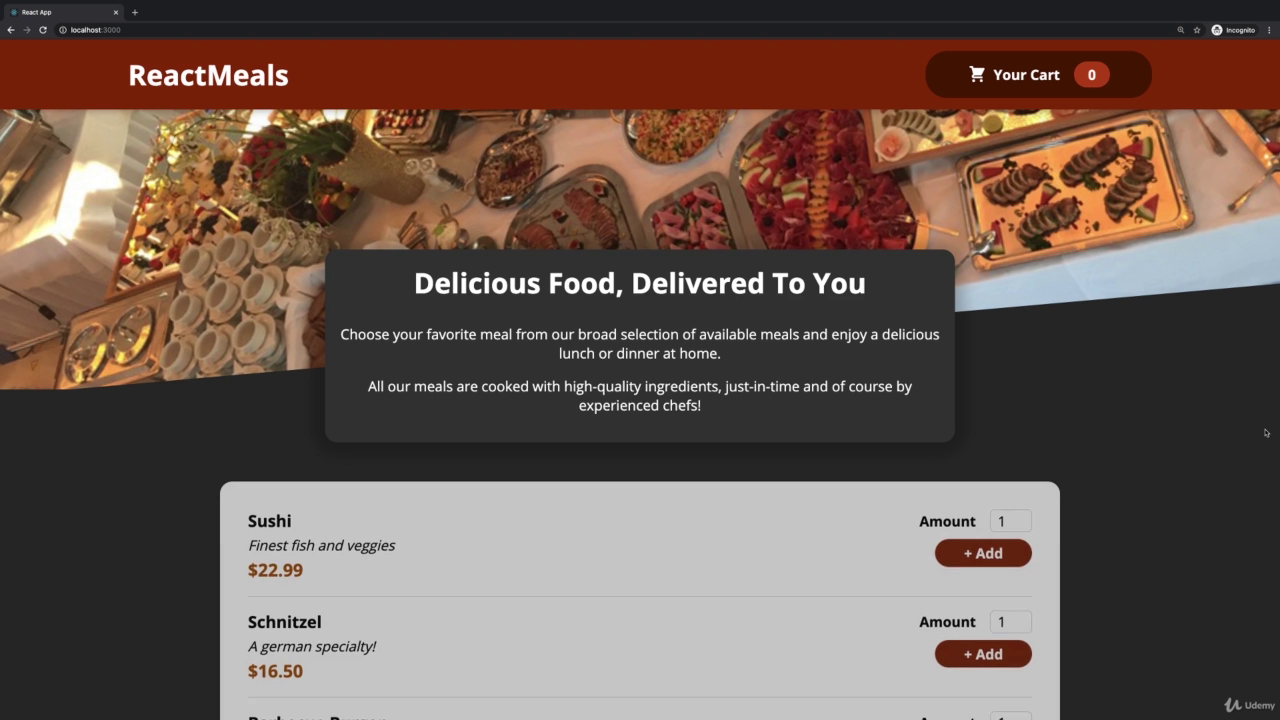 React App
localhost:3000
Incognito
ReactMeals
Your Cart 0
Delicious Food, Delivered To You
Choose your favorite meal from our broad selection of available meals and enjoy a delicious
lunch or dinner at home.
All our meals are cooked with high-quality ingredients, just-in-time and of course by
experienced chefs!
Sushi
Amount 1
Finest fish and veggies
+ Add
$22.99
Schnitzel
Amount 1
A german specialty!
+ Add
$16.50
Udemy